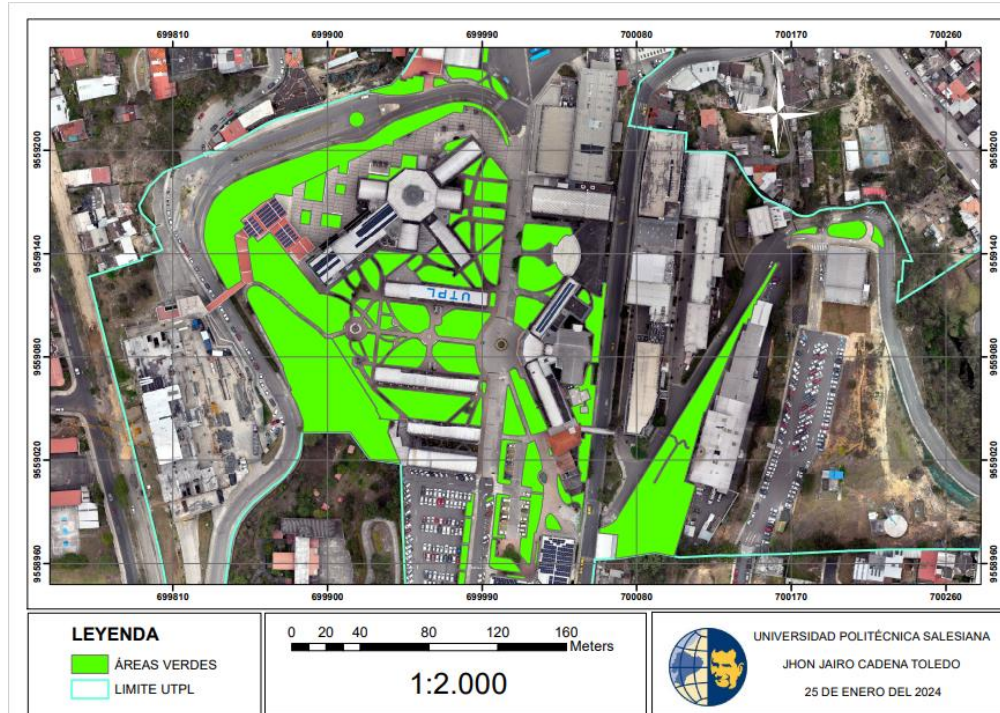 699810 699900 699990 700080 700170 700260
9559200 9559200
9559140 9559140
UTPL
9559080 9559080
9559020 9559020
9558960 9558960
699810 699900 699990 700080 700170 700260
LEYENDA
ÁREAS VERDES
LIMITE UTPL
0 20 40 80 120 160
Meters
1:2.000
UNIVERSIDAD POLITÉCNICA SALESIANA
JHON JAIRO CADENA TOLEDO
25 DE ENERO DEL 2024